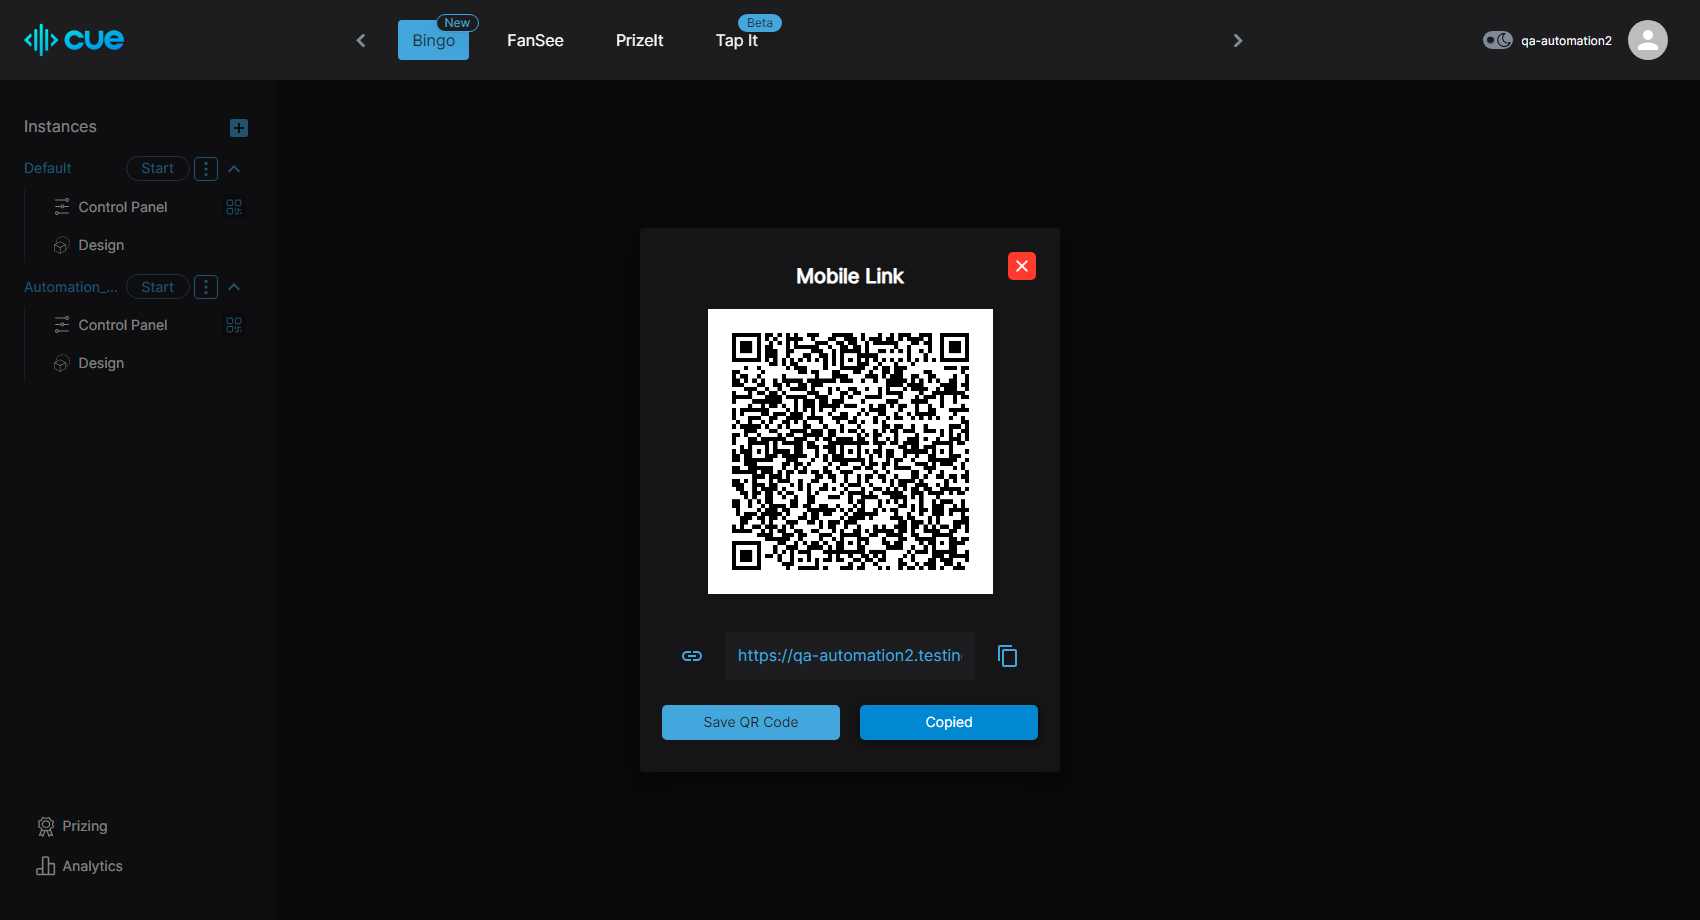 cue
New
Bingo
FanSee
PrizeIt
Beta
Tap It
qa-automation2
Instances
Default
Start
Control Panel
Design
Automation_...
Start
Control Panel
Design
Prizing
Analytics
Mobile Link
https://qa-automation2.testin
Save QR Code
Copied